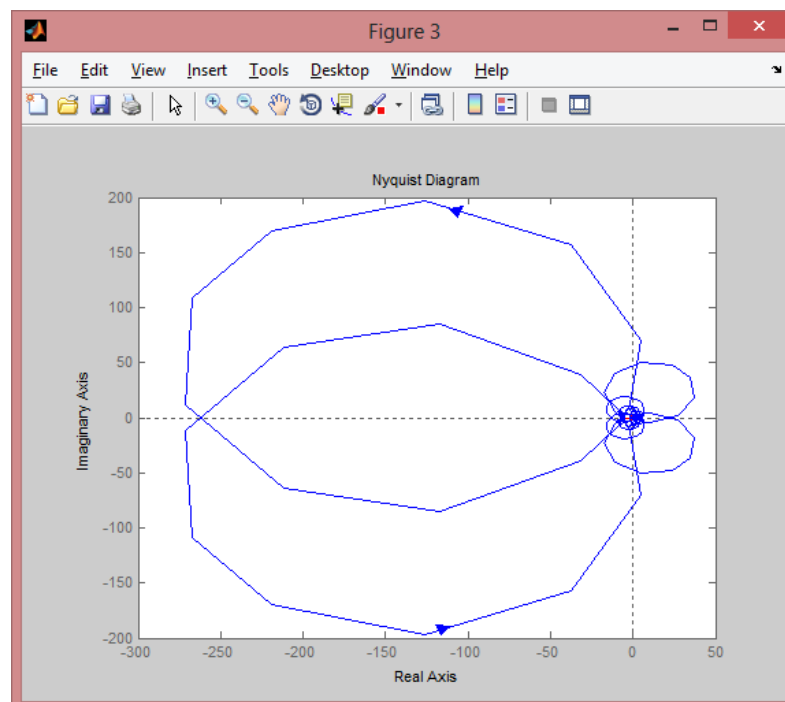 Figure 3
File Edit View Insert Tools Desktop Window Help
Nyquist Diagram
200
150
100
50
0
-50
-100
-150
-200
Imaginary Axis
-300 -250 -200 -150 -100 -50 0 50
Real Axis